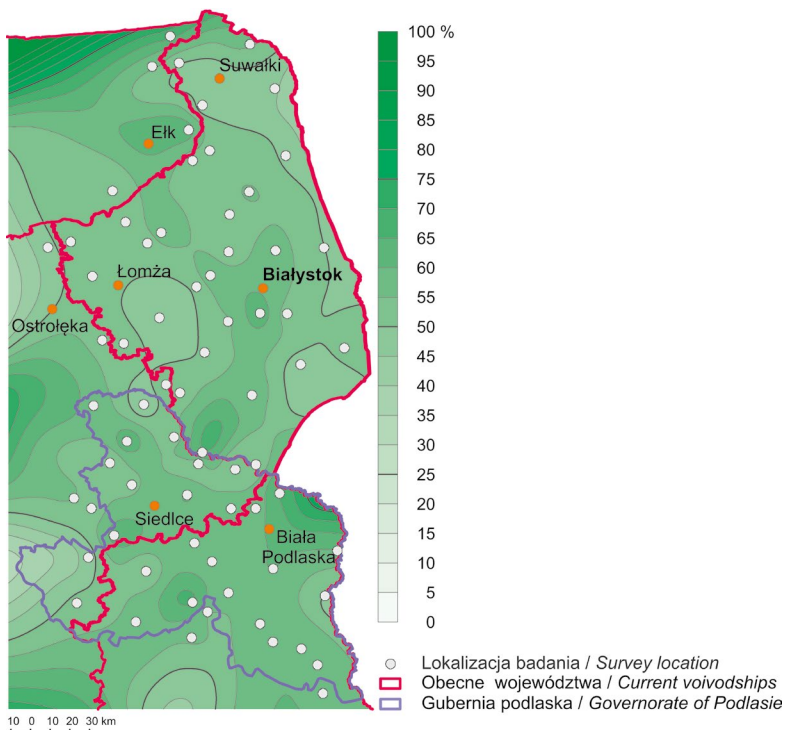 Suwałki
Ełk
Łomża
Białystok
Ostrołęka
Siedlce
Biała
Podlaska
100 %
95
90
85
80
75
70
65
60
55
50
45
40
35
30
25
20
15
10
5
0
Lokalizacja badania / Survey location
Obecne województwa / Current voivodships
Gubernia podlaska / Governorate of Podlasie
10 0 10 20 30 km